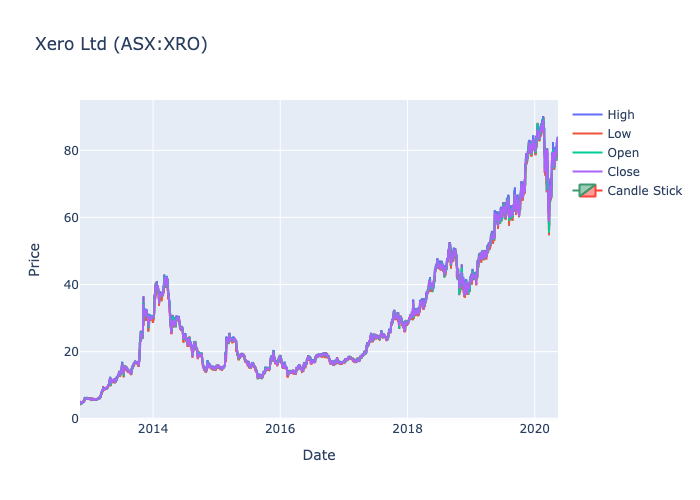 Xero Ltd (ASX:XRO)
High
Low
Open
Close
Candle Stick
Price
80
60
40
20
0
2014
2016
2018
2020
Date